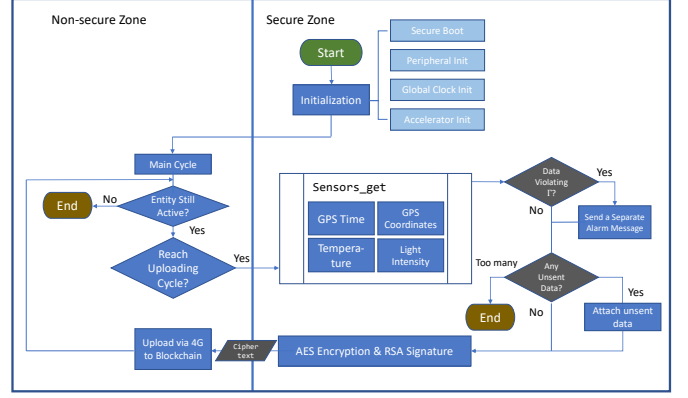 Non-secure Zone
Secure Zone
Start
Initialization
Secure Boot
Peripheral Init
Global Clock Init
Accelerator Init
Main Cycle
Entity Still
Active?
No
End
Yes
Reach
Uploading
Cycle?
Yes
Sensors_get
GPS Time
GPS
Coordinates
Tempera-
ture
Light
Intensity
Data
Violating
Γ?
Yes
No
Send a Separate
Alarm Message
Any
Unsent
Data?
Too many
End
Yes
No
Attach unsent
data
AES Encryption & RSA Signature
Cipher
text
Upload via 4G
to Blockchain